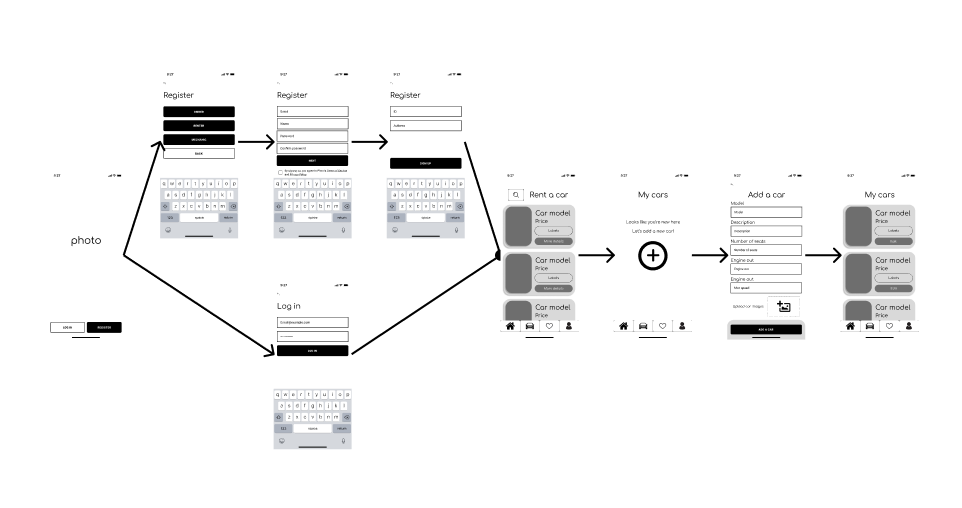 9:27
photo
LOG IN
REGISTER
9:27
Register
OWNER
RENTER
MECHANIC
BACK
q w e r t y u i o p
a s d f g h j k l
z x c v b n m
123
space
return
9:27
Register
Email
Name
Password
Confirm password
NEXT
q w e r t y u i o p
a s d f g h j k l
z x c v b n m
123
space
return
9:27
Register
ID
Address
SIGN UP
q w e r t y u i o p
a s d f g h j k l
z x c v b n m
123
space
return
9:27
Log in
Email@example.com
LOG IN
q w e r t y u i o p
a s d f g h j k l
z x c v b n m
123
space
return
9:27
Rent a car
Car model
Price
Labels
More details
Car model
Price
Labels
More details
Car model
Price
9:27
My cars
Looks like you're new here
Let's add a new car!
9:27
Add a car
Model
Model
Description
Description
Number of seats
Number of seats
Engine out
Engine out
Engine out
Max speed
Upload car images
ADD A CAR
9:27
My cars
Car model
Price
Labels
Edit
Car model
Price
Labels
Edit
Car model
Price